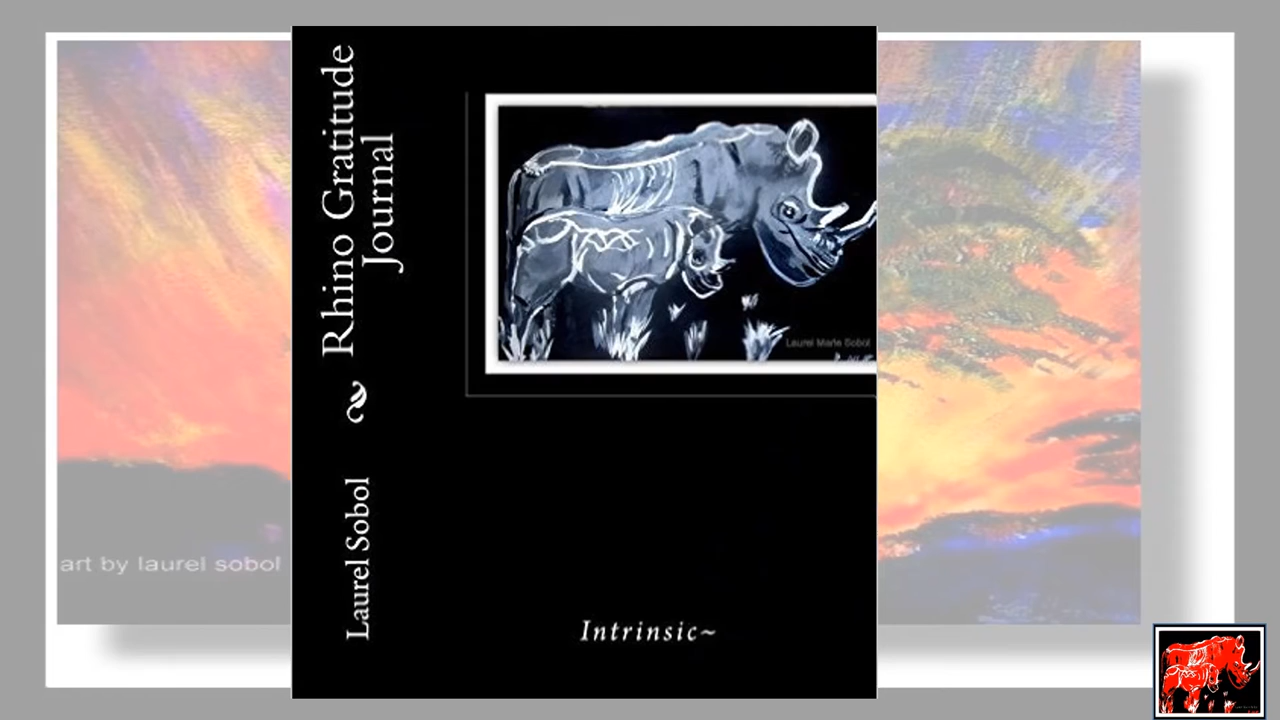 Rhino Gratitude
Journal
Laurel Sobol
Laurel Marie Sobol
Intrinsic~
art by laurel sobol